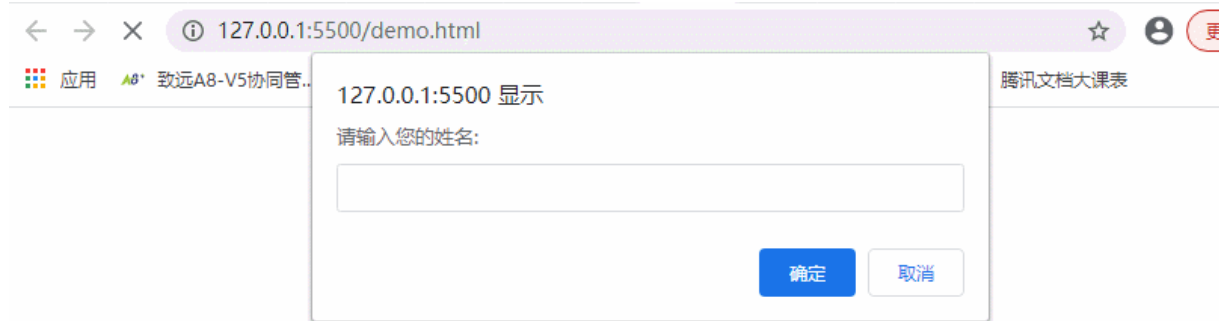 127.0.0.1:5500/demo.html
应用 A8+ 致远A8-V5协同管... 腾讯文档大课表
127.0.0.1:5500 显示
请输入您的姓名:
确定 取消